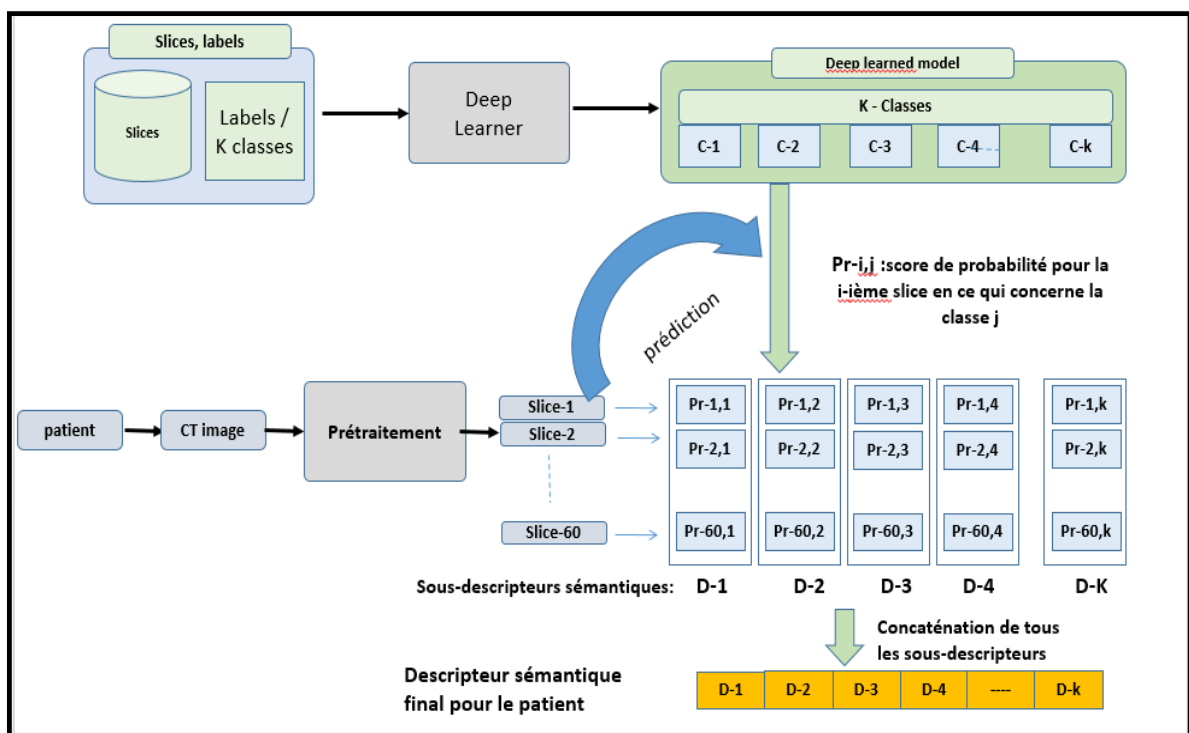 Slices, labels
Slices
Labels /
K classes
Deep
Learner
Deep learned model
K - Classes
C-1
C-2
C-3
C-4
C-k
Pr-i,j :score de probabilité pour la
i-ième slice en ce qui concerne la
classe j
prédiction
patient
CT image
Prétraitement
Slice-1
Slice-2
Slice-60
Pr-1,1
Pr-1,2
Pr-1,3
Pr-1,4
Pr-1,k
Pr-2,1
Pr-2,2
Pr-2,3
Pr-2,4
Pr-2,k
Pr-60,1
Pr-60,2
Pr-60,3
Pr-60,4
Pr-60,k
Sous-descripteurs sémantiques:
D-1
D-2
D-3
D-4
D-K
Concaténation de tous
les sous-descripteurs
Descripteur sémantique
final pour le patient
D-1
D-2
D-3
D-4
----
D-k